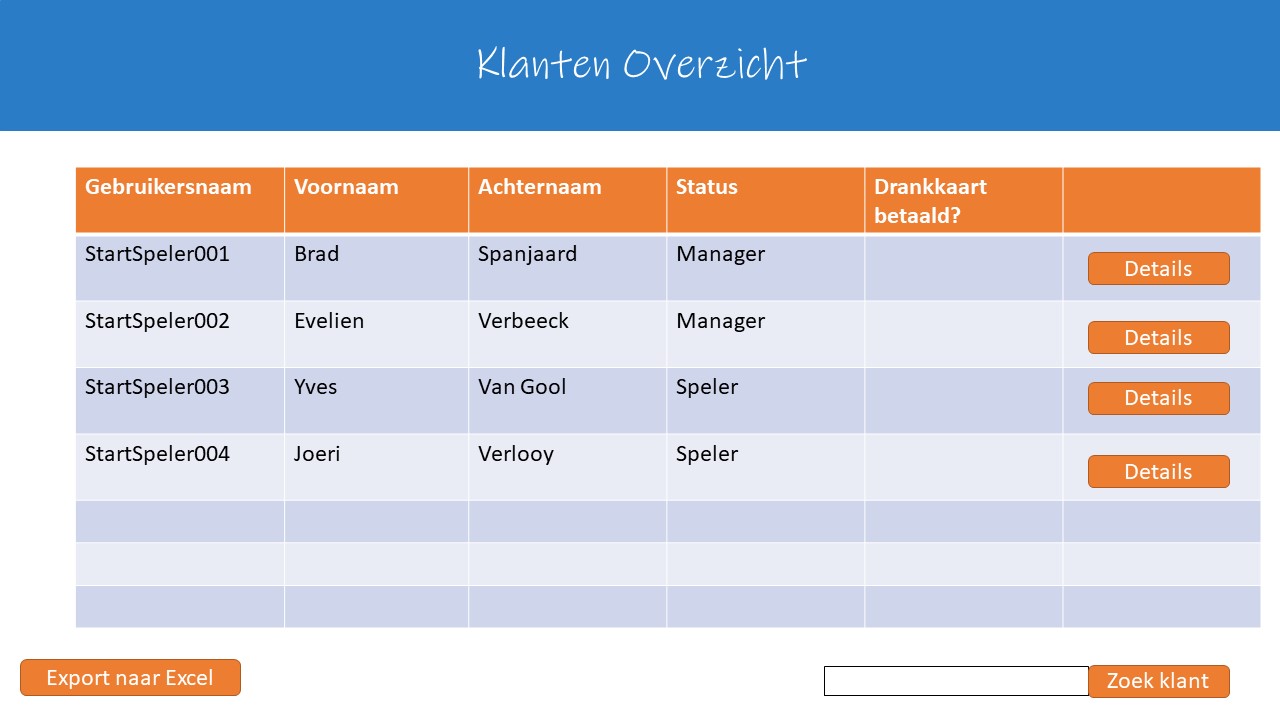 Klanten Overzicht
Gebruikersnaam Voornaam Achternaam Status Drankkaart
betaald?
StartSpeler001 Brad Spanjaard Manager Details
StartSpeler002 Evelien Verbeeck Manager Details
StartSpeler003 Yves Van Gool Speler Details
StartSpeler004 Joeri Verlooy Speler Details
Export naar Excel Zoek klant